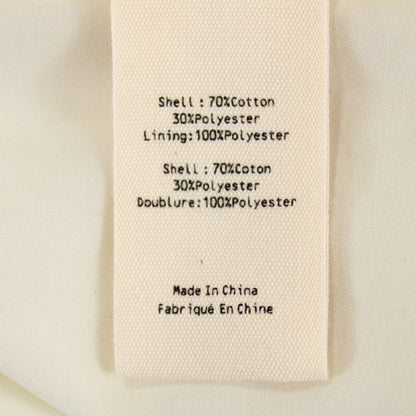 Shell : 70%Cotton
30%Polyester
Lining:100%Polyester
Shell : 70%Coton
30%Polyester
Doublure:100%Polyester
Made In China
Fabriqué En Chine